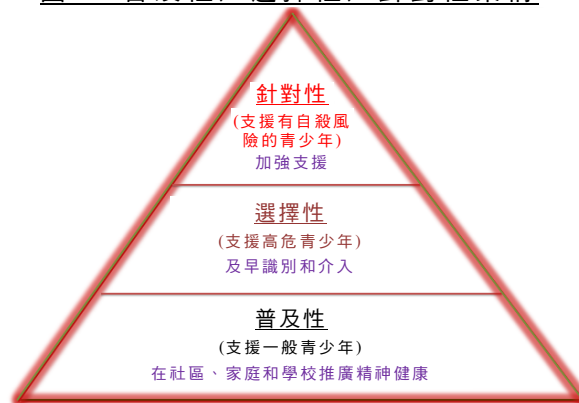 針對性
(支援有自殺風
險的青少年)
加強支援
選擇性
(支援高危青少年)
及早識別和介入
普及性
(支援一般青少年)
在社區、家庭和學校推廣精神健康